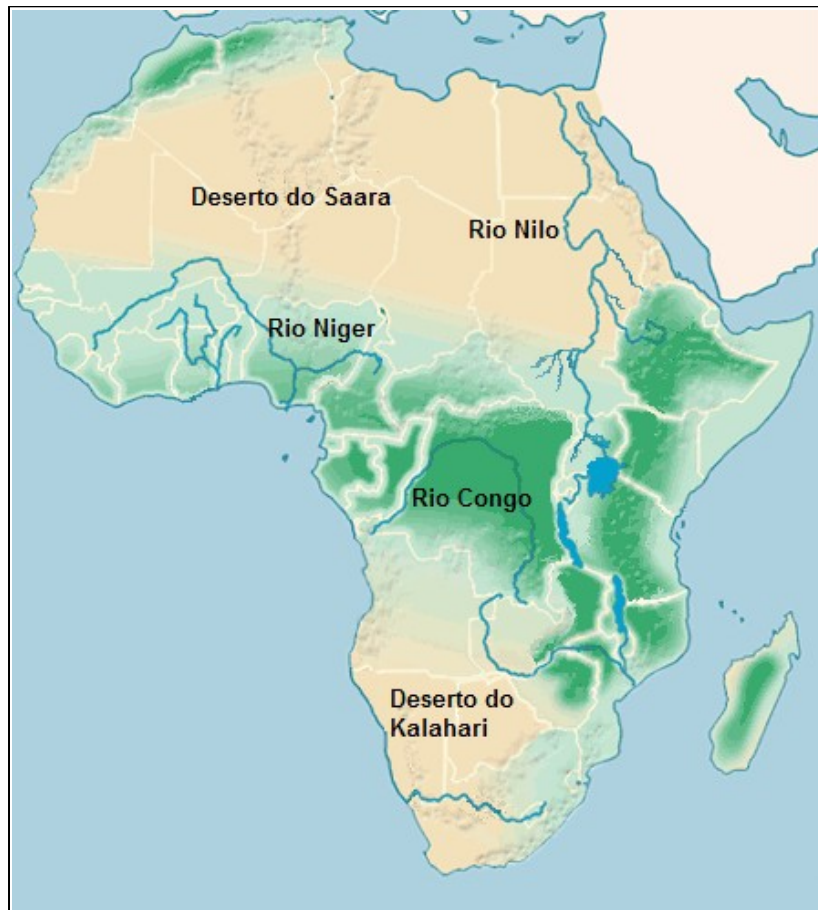 Deserto do Saara
Rio Nilo
Rio Niger
Rio Congo
Deserto do
Kalahari